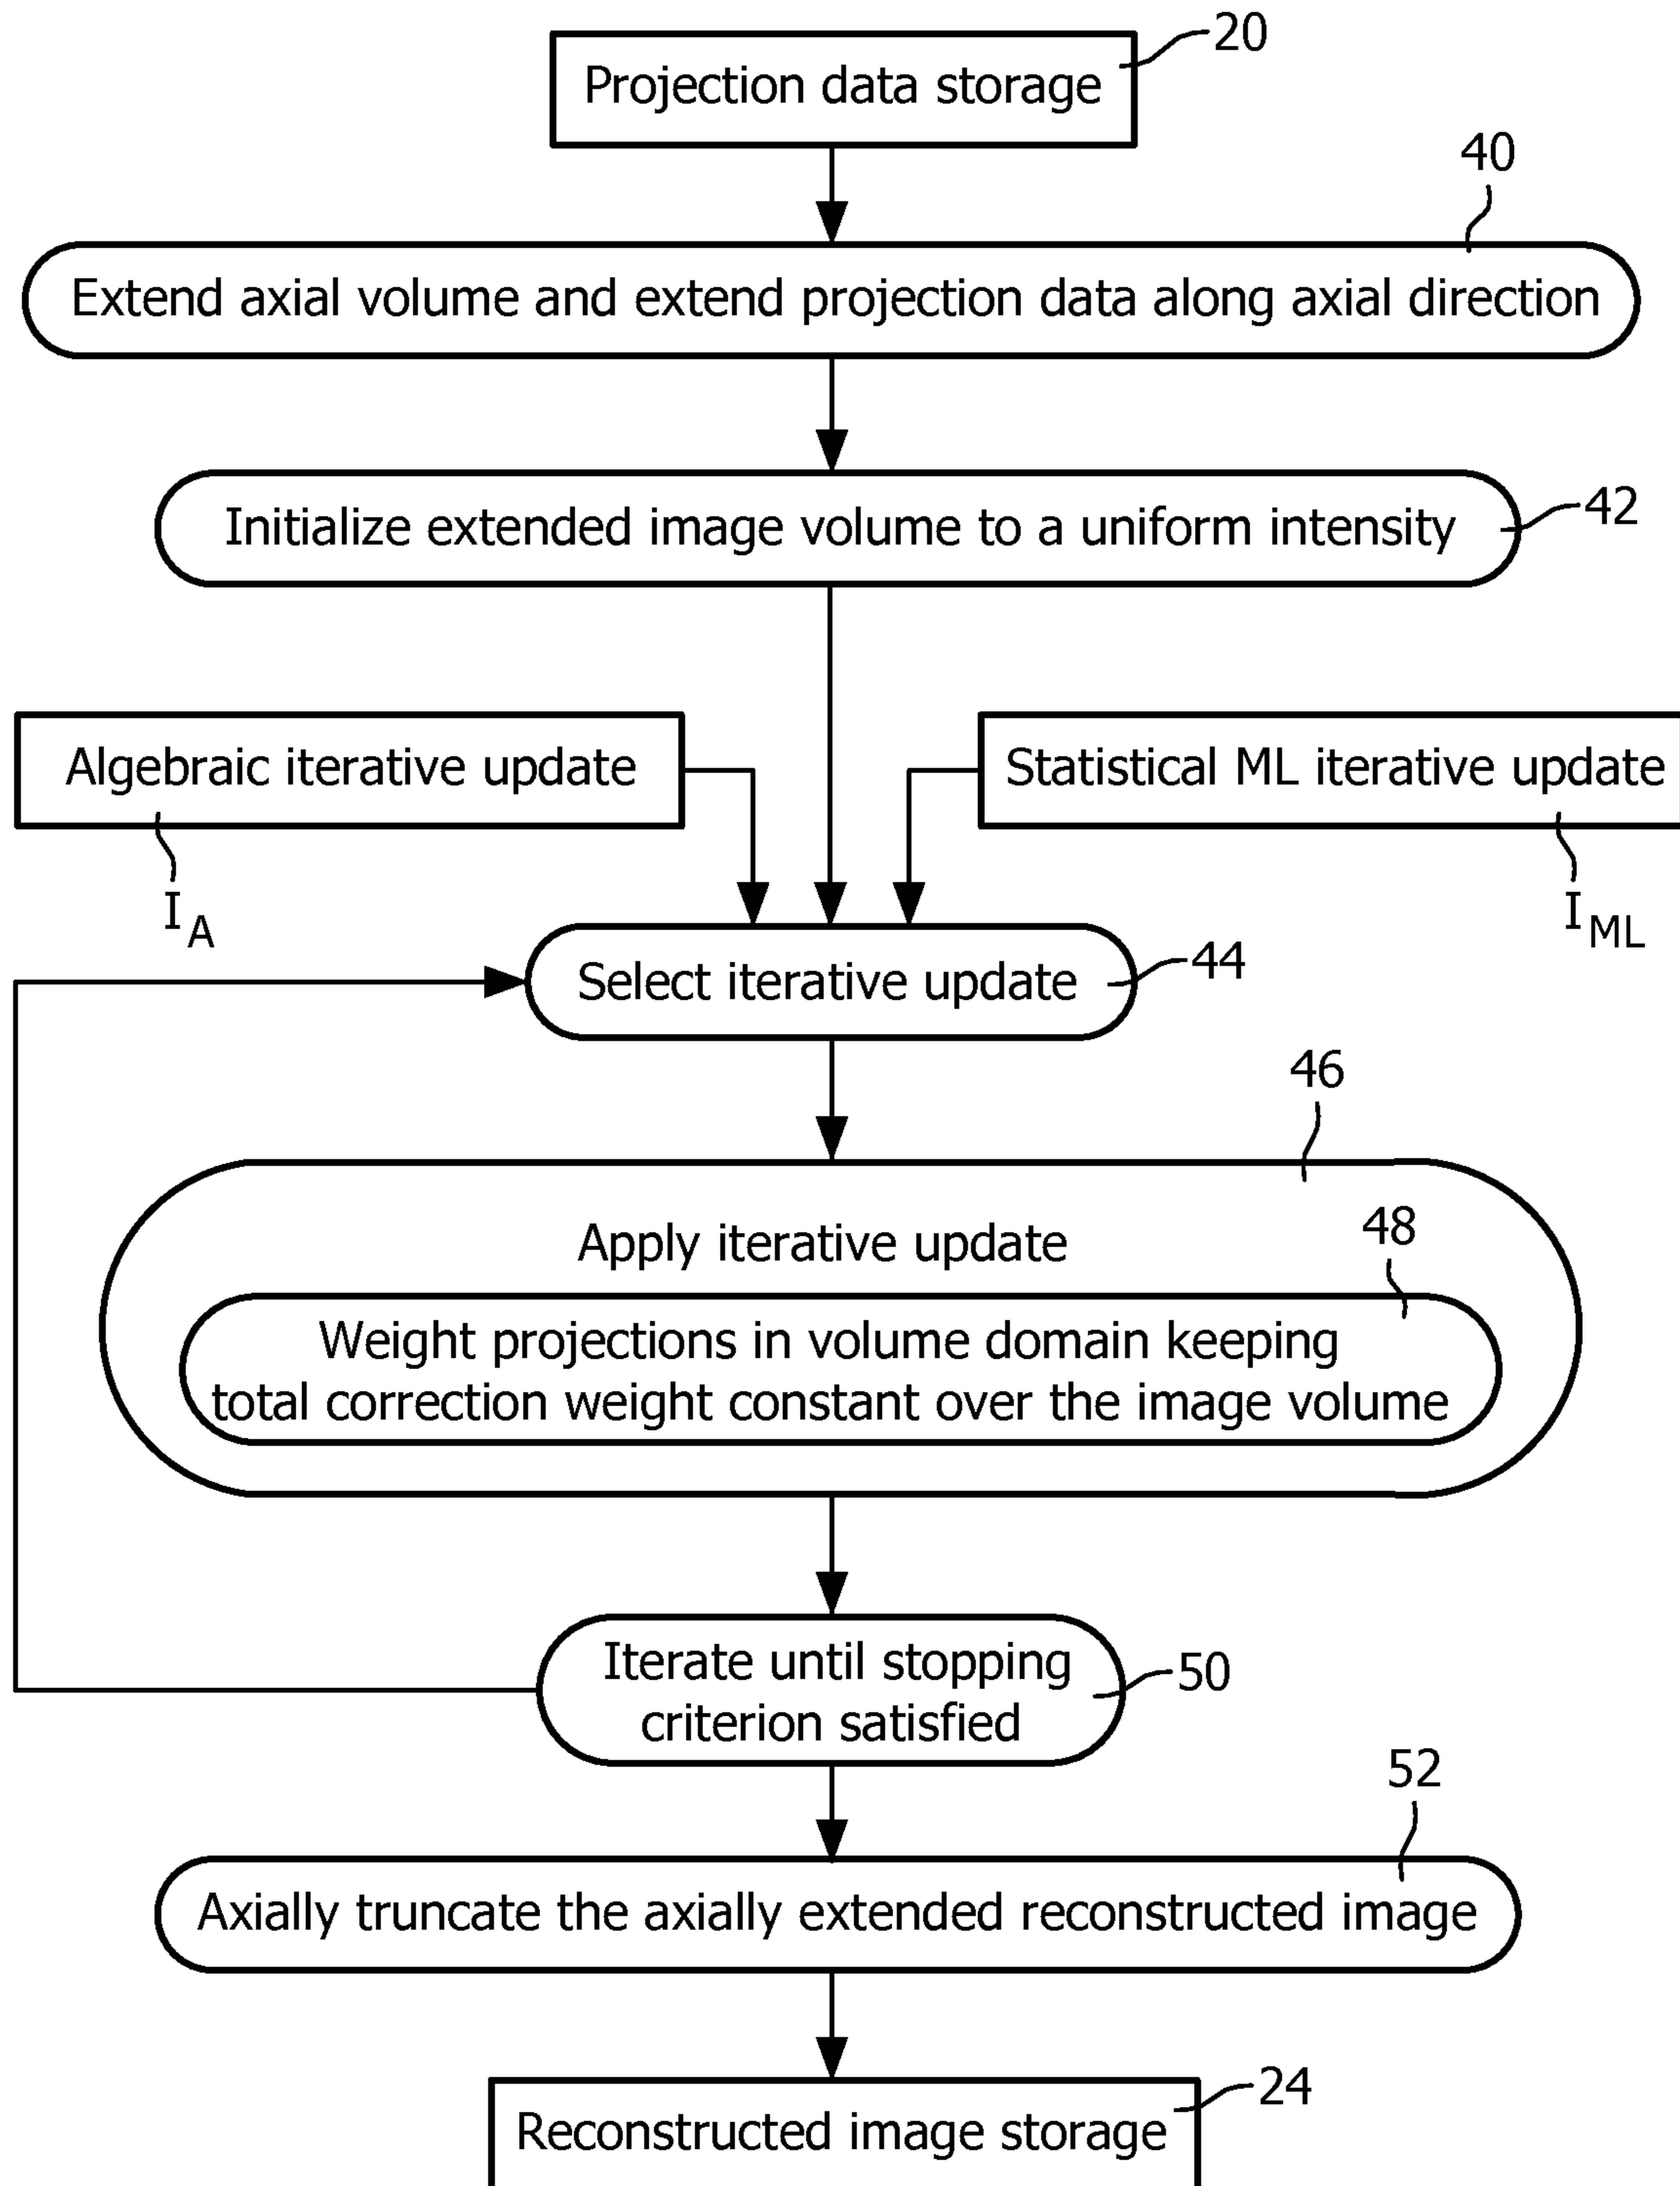 20
Projection data storage
40
Extend axial volume and extend projection data along axial direction
Initialize extended image volume to a uniform intensity
42
Algebraic iterative update
Statistical ML iterative update
I_A
I_ML
Select iterative update
44
46
Apply iterative update
48
Weight projections in volume domain keeping
total correction weight constant over the image volume
Iterate until stopping
criterion satisfied
50
52
Axially truncate the axially extended reconstructed image
24
Reconstructed image storage